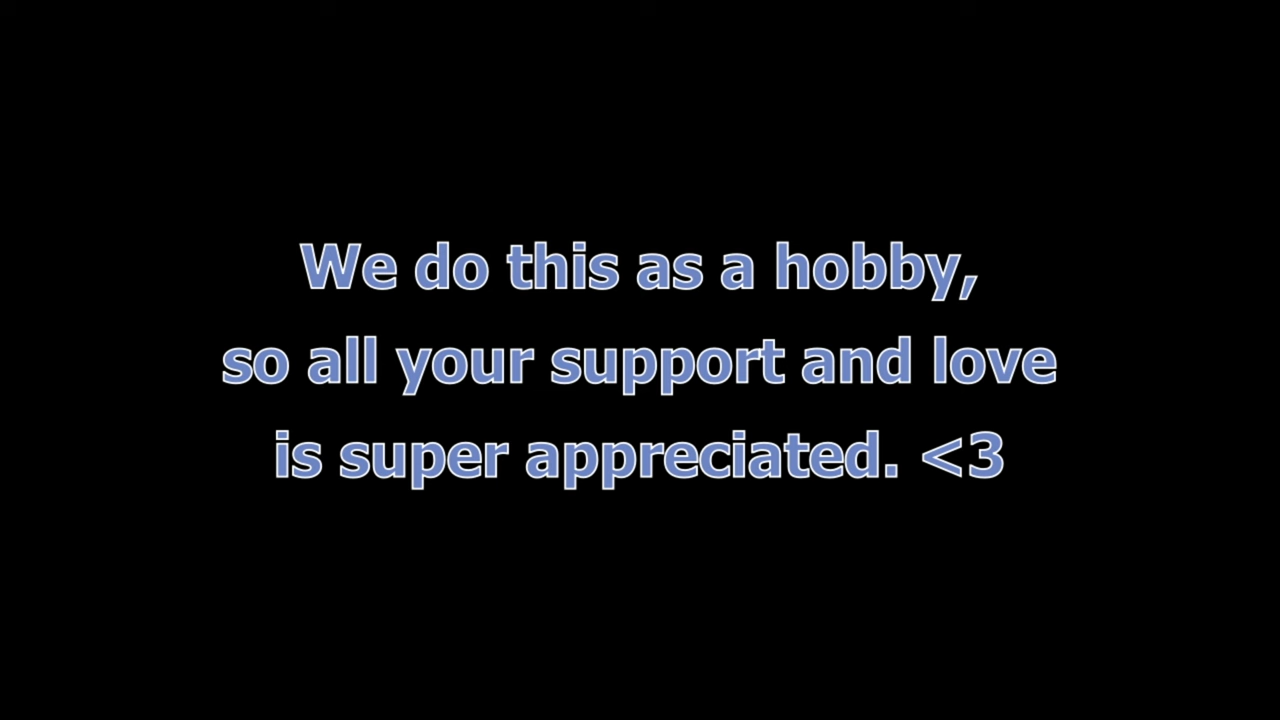 We do this as a hobby,
so all your support and love
is super appreciated. <3